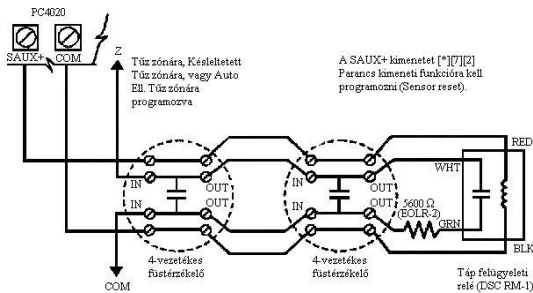 PC4020
SAUX+ COM
Z
Tűz zónára, Késleltetett
Tűz zónára, vagy Auto
Ell. Tűz zónára
programozva
A SAUX+ kimenetet [*][7][2]
Parancs kimeneti funkcióra kell
programozni (Sensor reset).
RED
WHT
IN OUT IN OUT
IN OUT IN OUT
5600 Ω
(EOLR-2)
GRN
BLK
COM
4-vezetékes
füstérzékelő
4-vezetékes
füstérzékelő
Táp felügyeleti
relé (DSC RM-1)